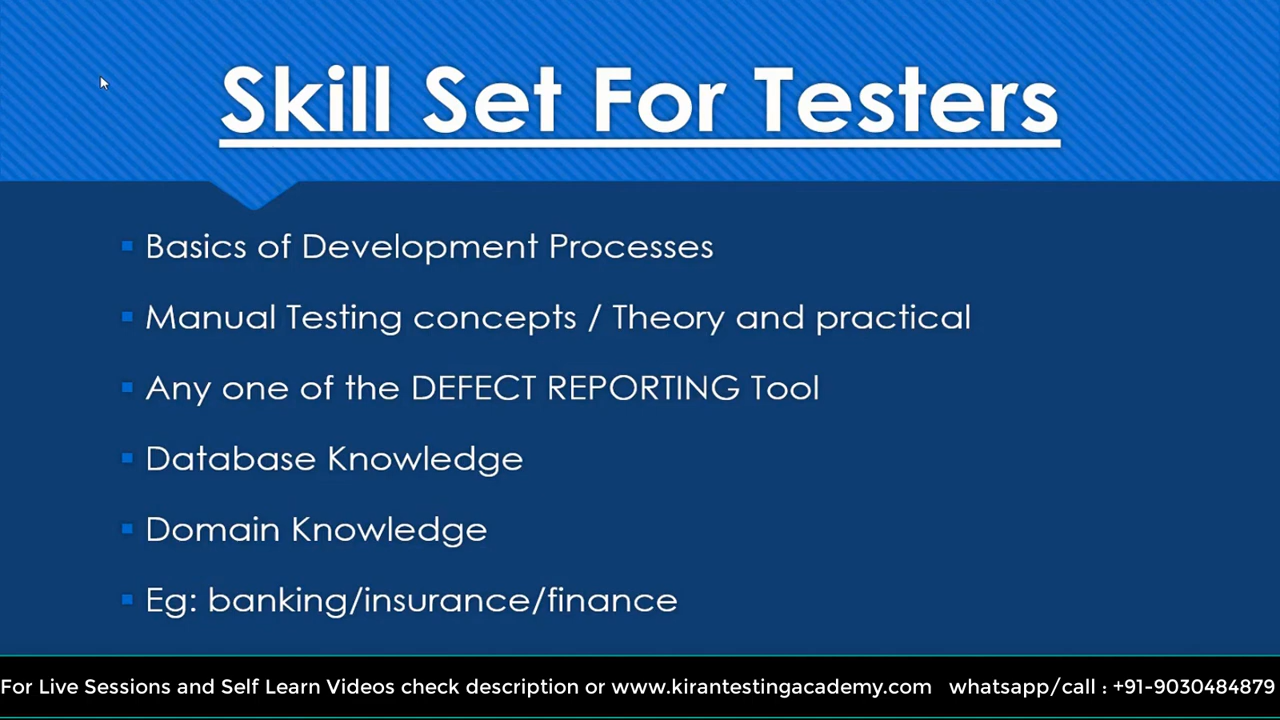 Skill Set For Testers
Basics of Development Processes
Manual Testing concepts / Theory and practical
Any one of the DEFECT REPORTING Tool
Database Knowledge
Domain Knowledge
Eg: banking/insurance/finance
For Live Sessions and Self Learn Videos check description or www.kirantestingacademy.com whatsapp/call : +91-9030484879